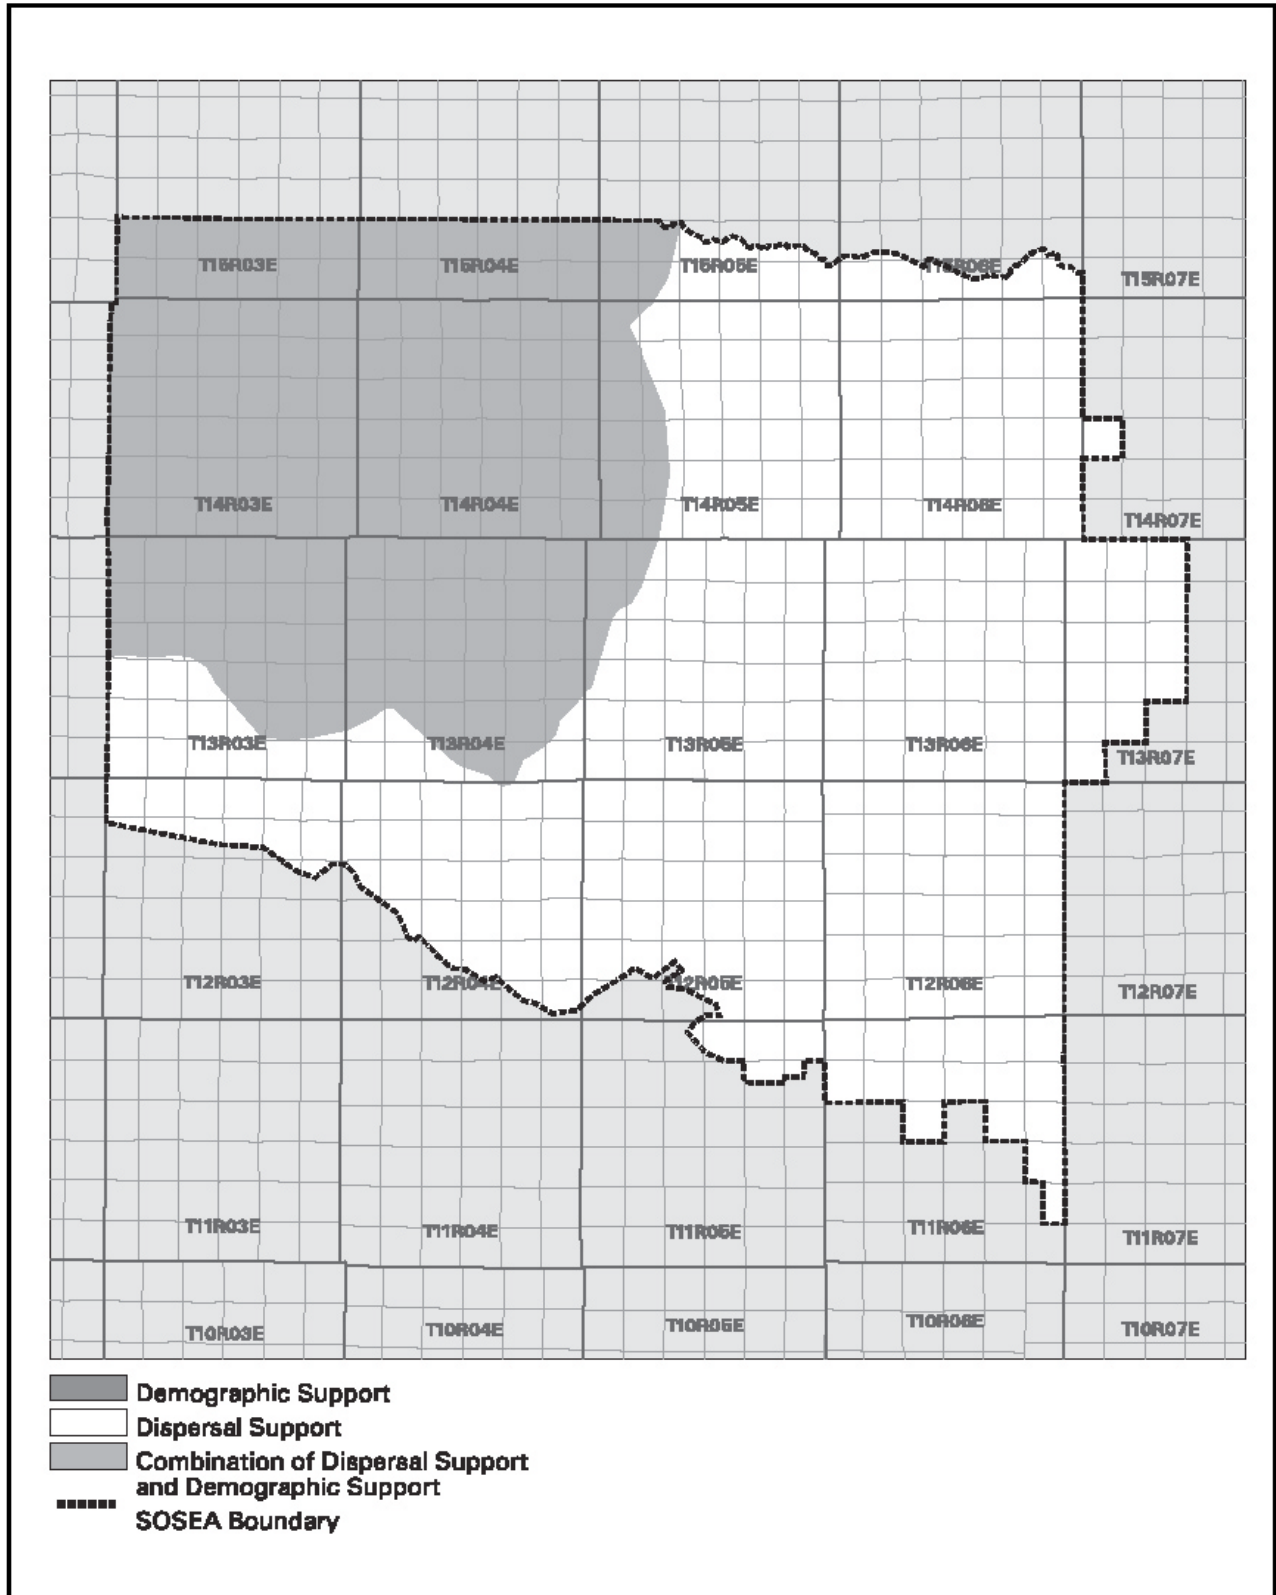 T15R03E
T15R04E
T15R05E
T15R06E
T15R07E
T14R03E
T14R04E
T14R05E
T14R06E
T14R07E
T13R03E
T13R04E
T13R05E
T13R06E
T13R07E
T12R03E
T12R04E
T12R05E
T12R06E
T12R07E
T11R03E
T11R04E
T11R05E
T11R06E
T11R07E
T10R03E
T10R04E
T10R05E
T10R06E
T10R07E
Demographic Support
Dispersal Support
Combination of Dispersal Support
and Demographic Support
SOSEA Boundary